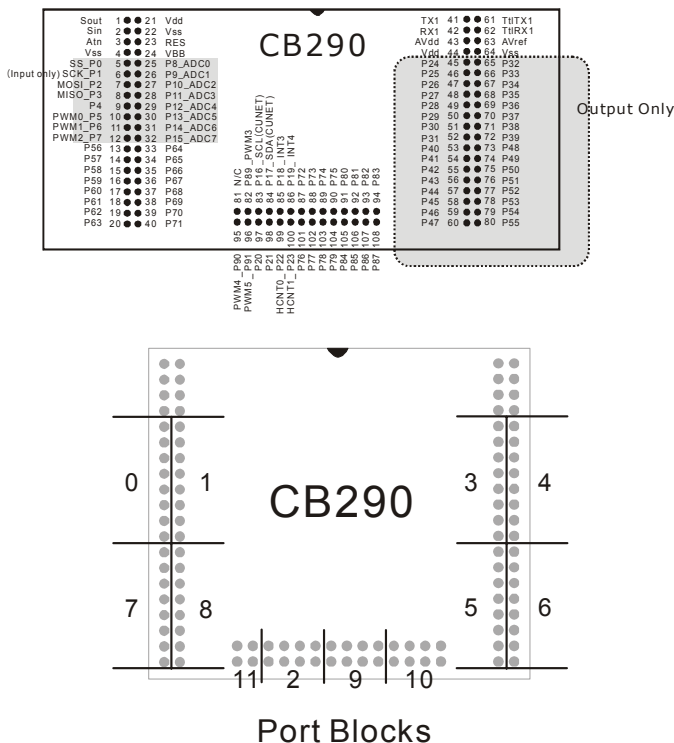 Sout 1 21 Vdd
Sin 2 22 Vss
Atn 3 23 RES
Vss 4 24 VBB
SS_P0 5 25 P8_ADC0
(Input only) SCK_P1 6 26 P9_ADC1
MOSI_P2 7 27 P10_ADC2
MISO_P3 8 28 P11_ADC3
P4 9 29 P12_ADC4
PWM0_P5 10 30 P13_ADC5
PWM1_P6 11 31 P14_ADC6
PWM2_P7 12 32 P15_ADC7
P56 13 33 P64
P57 14 34 P65
P58 15 35 P66
P59 16 36 P67
P60 17 37 P68
P61 18 38 P69
P62 19 39 P70
P63 20 40 P71
CB290
81 N/C
82 P89_PWM3
83 P16_SCL(CUNET)
84 P17_SDA(CUNET)
85 P18_INT3
86 P19_INT4
87 P72
88 P73
89 P74
90 P75
91 P80
92 P81
93 P82
94 P83
PWM4_P90 95
PWM5_P91 96
P20 97
P21 98
HCNT0_P22 99
HCNT1_P23 100
P76 101
P77 102
P78 103
P79 104
P84 105
P85 106
P86 107
P87 108
TX1 41 61 TtlTX1
RX1 42 62 TtlRX1
AVdd 43 63 AVref
Vdd 44 64 Vss
P24 45 65 P32
P25 46 66 P33
P26 47 67 P34
P27 48 68 P35
P28 49 69 P36
P29 50 70 P37
P30 51 71 P38
P31 52 72 P39
P40 53 73 P48
P41 54 74 P49
P42 55 75 P50
P43 56 76 P51
P44 57 77 P52
P45 58 78 P53
P46 59 79 P54
P47 60 80 P55
Output Only
0 1 CB290 3 4
7 8 5 6
11 2 9 10
Port Blocks